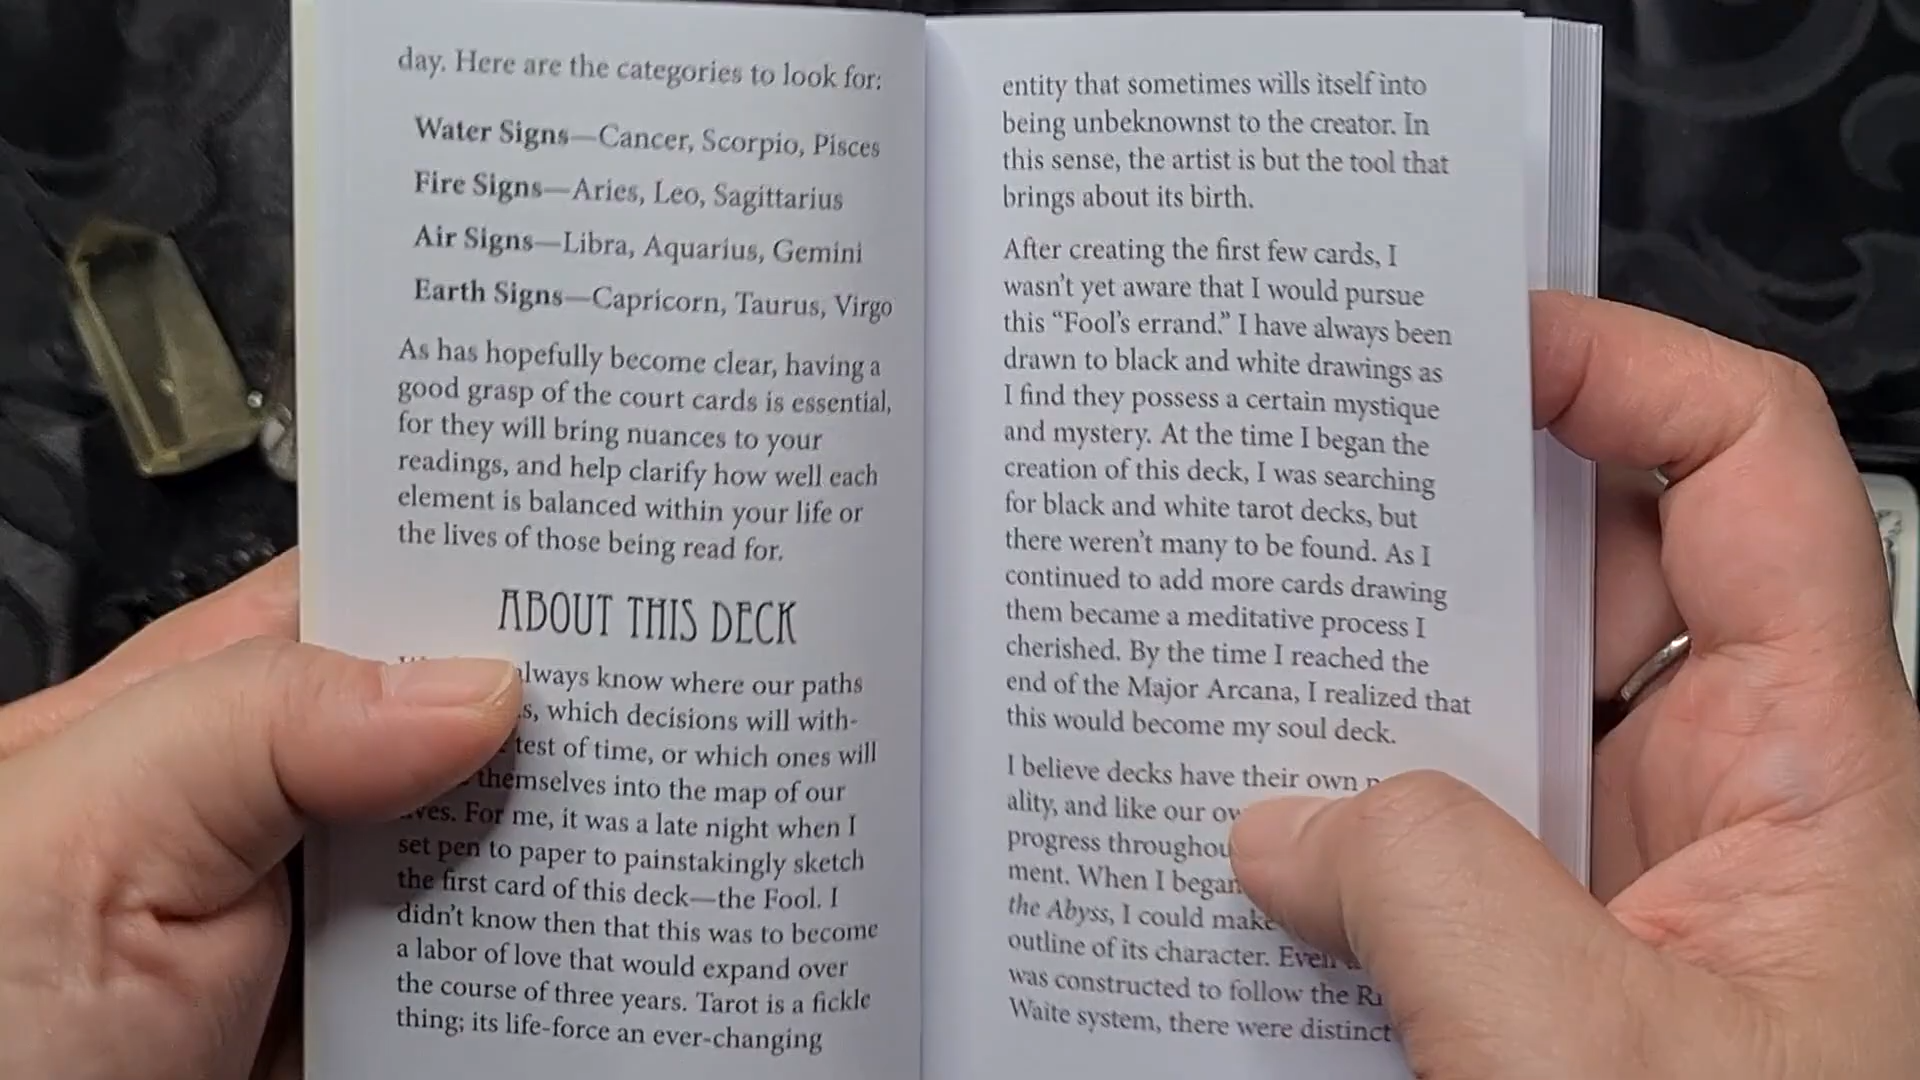 day. Here are the categories to look for:
Water Signs—Cancer, Scorpio, Pisces
Fire Signs—Aries, Leo, Sagittarius
Air Signs—Libra, Aquarius, Gemini
Earth Signs—Capricorn, Taurus, Virgo
As has hopefully become clear, having a
good grasp of the court cards is essential,
for they will bring nuances to your
readings, and help clarify how well each
element is balanced within your life or
the lives of those being read for.
ABOUT THIS DECK
always know where our paths
which decisions will with-
test of time, or which ones will
themselves into the map of our
For me, it was a late night when I
set pen to paper to painstakingly sketch
the first card of this deck—the Fool. I
didn't know then that this was to become
a labor of love that would expand over
the course of three years. Tarot is a fickle
thing; its life-force an ever-changing
entity that sometimes wills itself into
being unbeknownst to the creator. In
this sense, the artist is but the tool that
brings about its birth.
After creating the first few cards, I
wasn't yet aware that I would pursue
this “Fool's errand.” I have always been
drawn to black and white drawings as
I find they possess a certain mystique
and mystery. At the time I began the
creation of this deck, I was searching
for black and white tarot decks, but
there weren't many to be found. As I
continued to add more cards drawing
them became a meditative process I
cherished. By the time I reached the
end of the Major Arcana, I realized that
this would become my soul deck.
I believe decks have their own
ality, and like our
progress
ment. When I began
the Abyss, I could make
outline of its character. Even
was constructed to follow the
Waite system, there were distinct